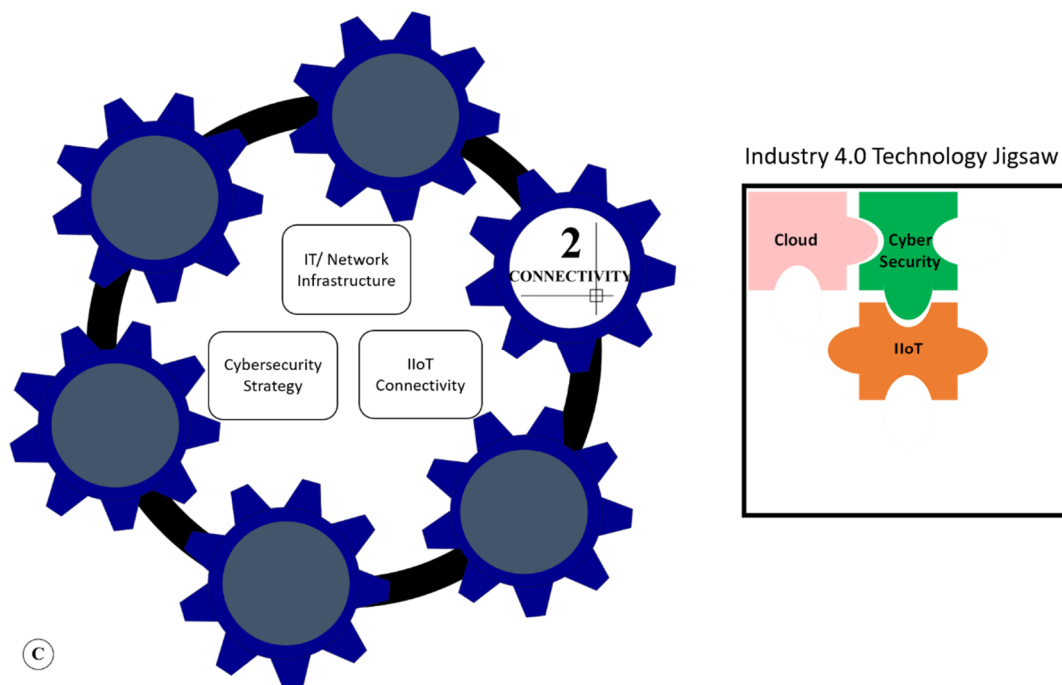 2
CONNECTIVITY
IT/ Network
Infrastructure
Cybersecurity
Strategy
IIoT
Connectivity
C
Industry 4.0 Technology Jigsaw
Cloud
Cyber
Security
IIoT